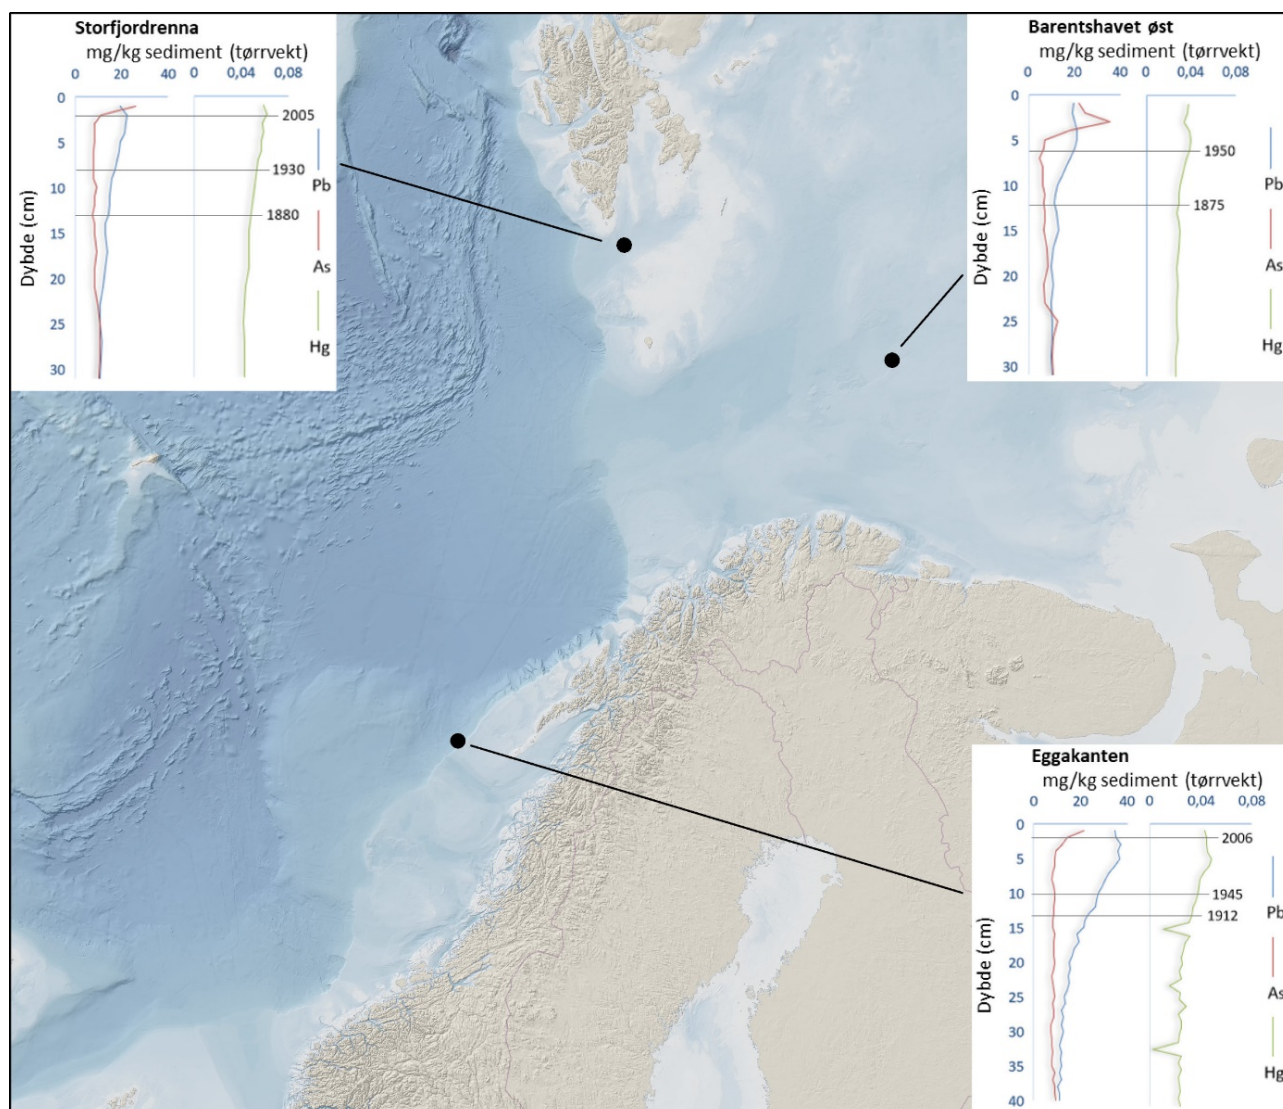 Storfjordrenna
mg/kg sediment (tørrvekt)
0 20 40 0 0,04 0,08
0
5
10
15
20
25
30
Dybde (cm)
2005
1930
1880
Pb
As
Hg
Barentshavet øst
mg/kg sediment (tørrvekt)
0 20 40 0 0,04 0,08
0
5
10
15
20
25
30
Dybde (cm)
1950
1875
Pb
As
Hg
Eggakanten
mg/kg sediment (tørrvekt)
0 20 40 0 0,04 0,08
0
5
10
15
20
25
30
35
40
Dybde (cm)
2006
1945
1912
Pb
As
Hg